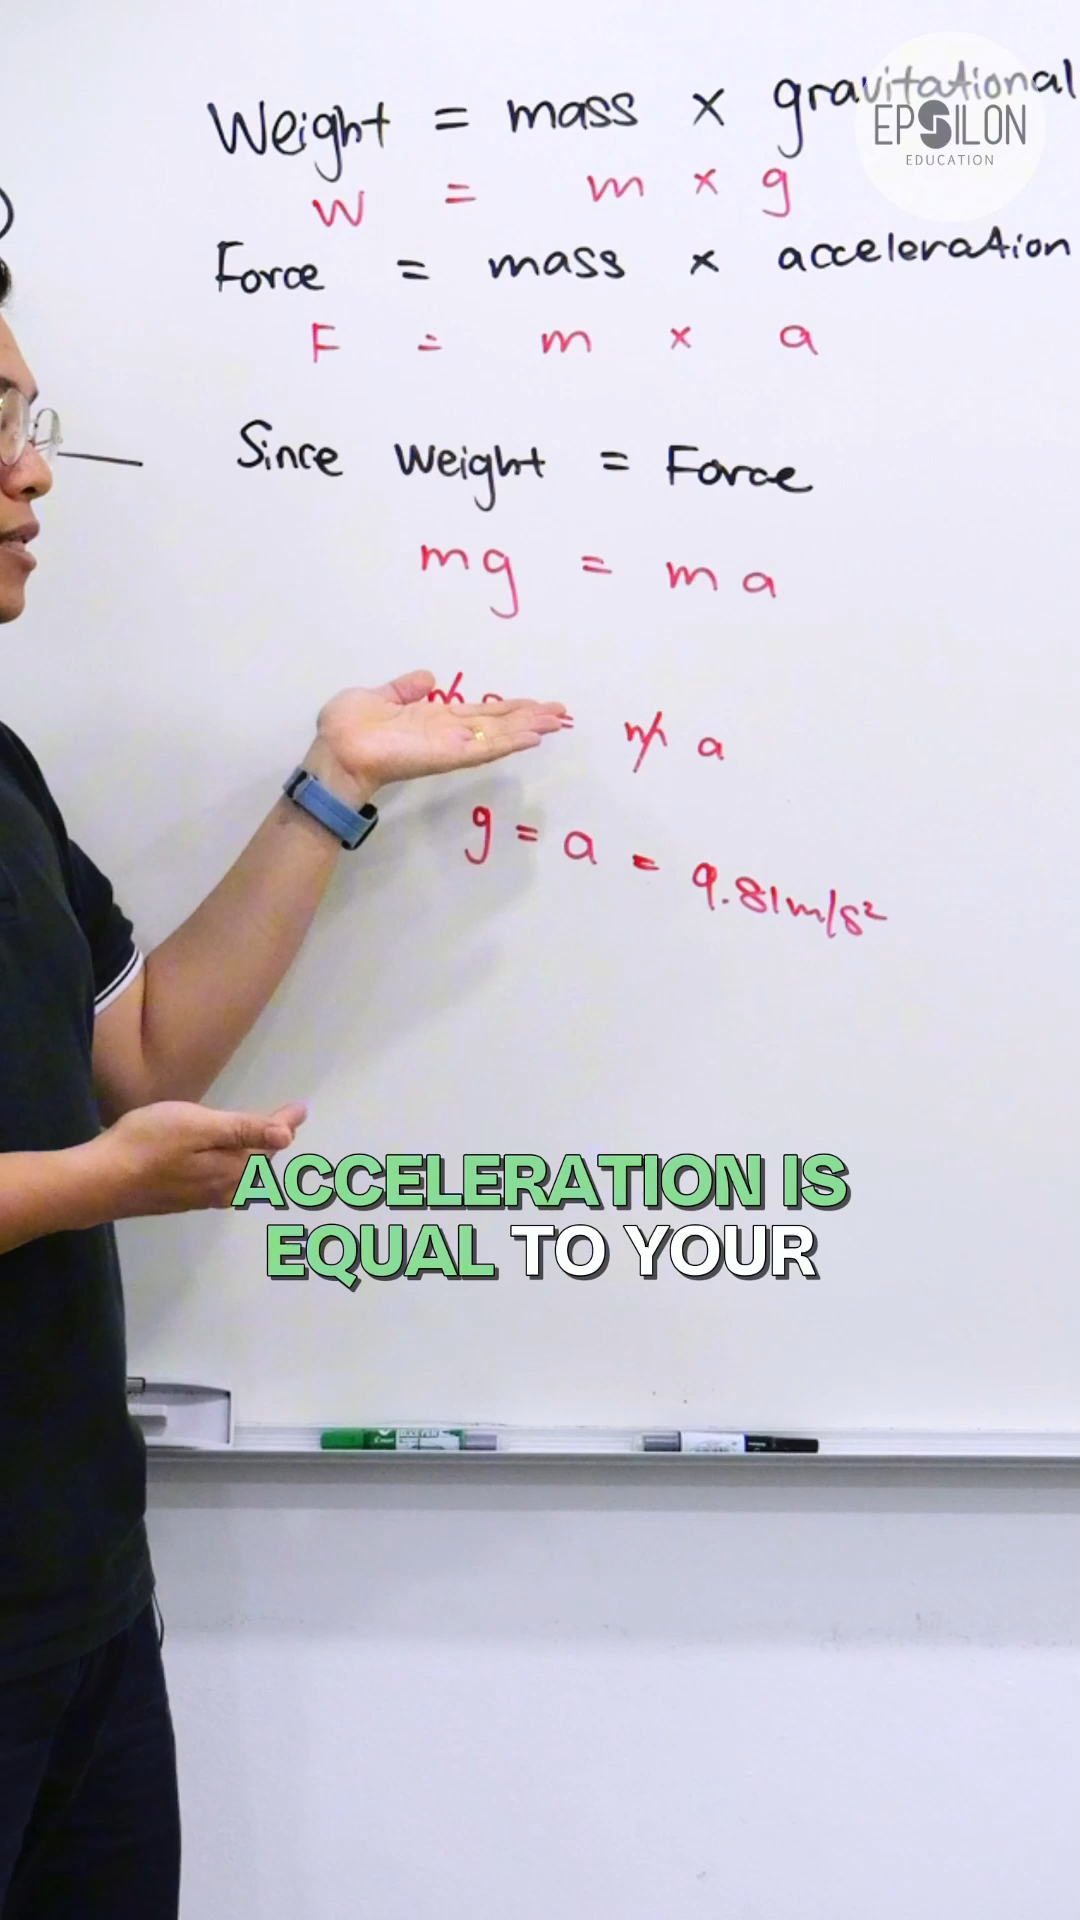 Weight = mass x gravitational
EPSILON
EDUCATION
W = m x g
Force = mass x acceleration
F = m x a
Since Weight = Force
mg = ma
m = m a
g = a = 9.81m/s²
ACCELERATION IS
EQUAL TO YOUR